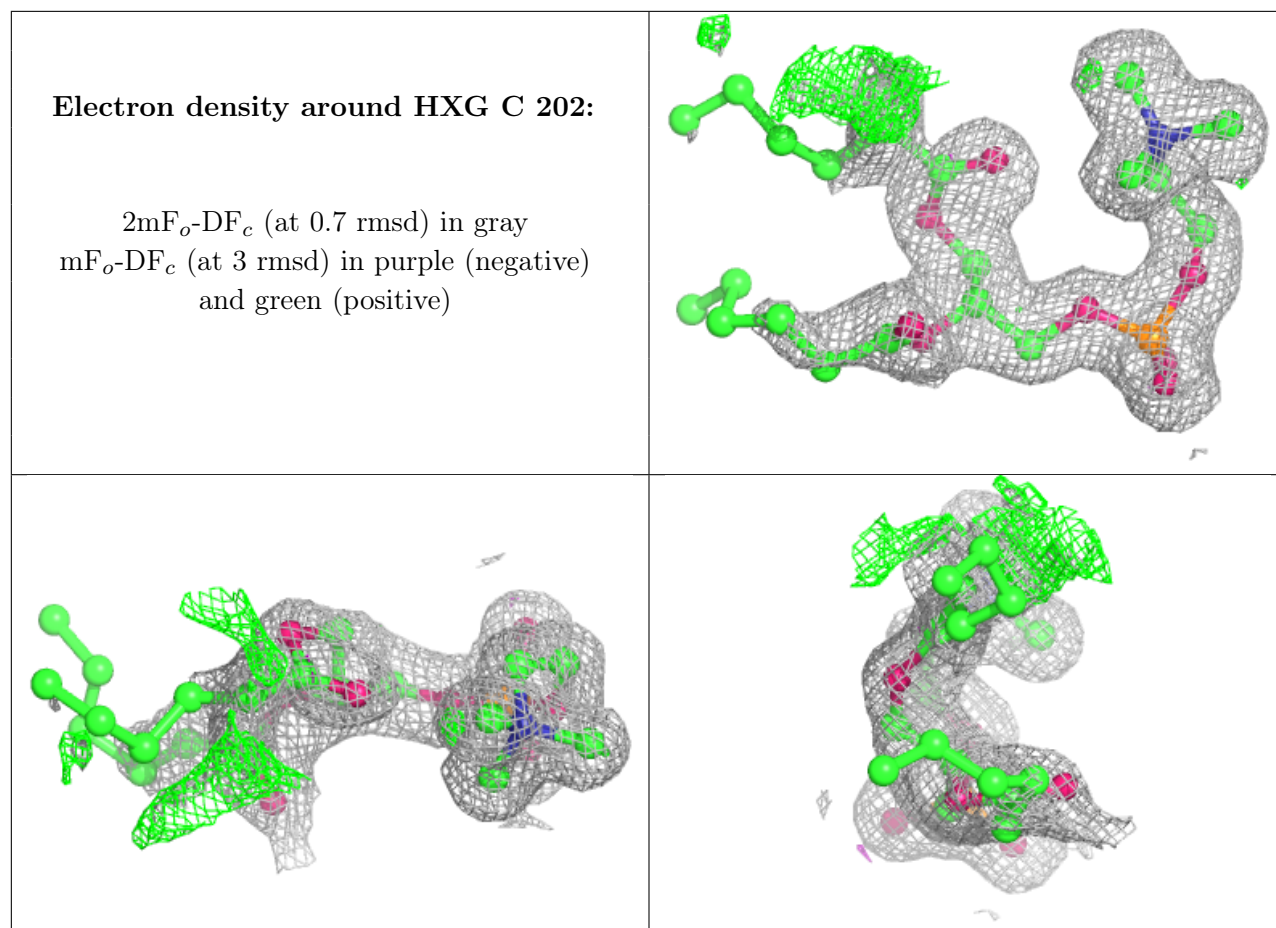 Electron density around HXG C 202:
2mFₒ-DF𝒸 (at 0.7 rmsd) in gray
mFₒ-DF𝒸 (at 3 rmsd) in purple (negative)
and green (positive)